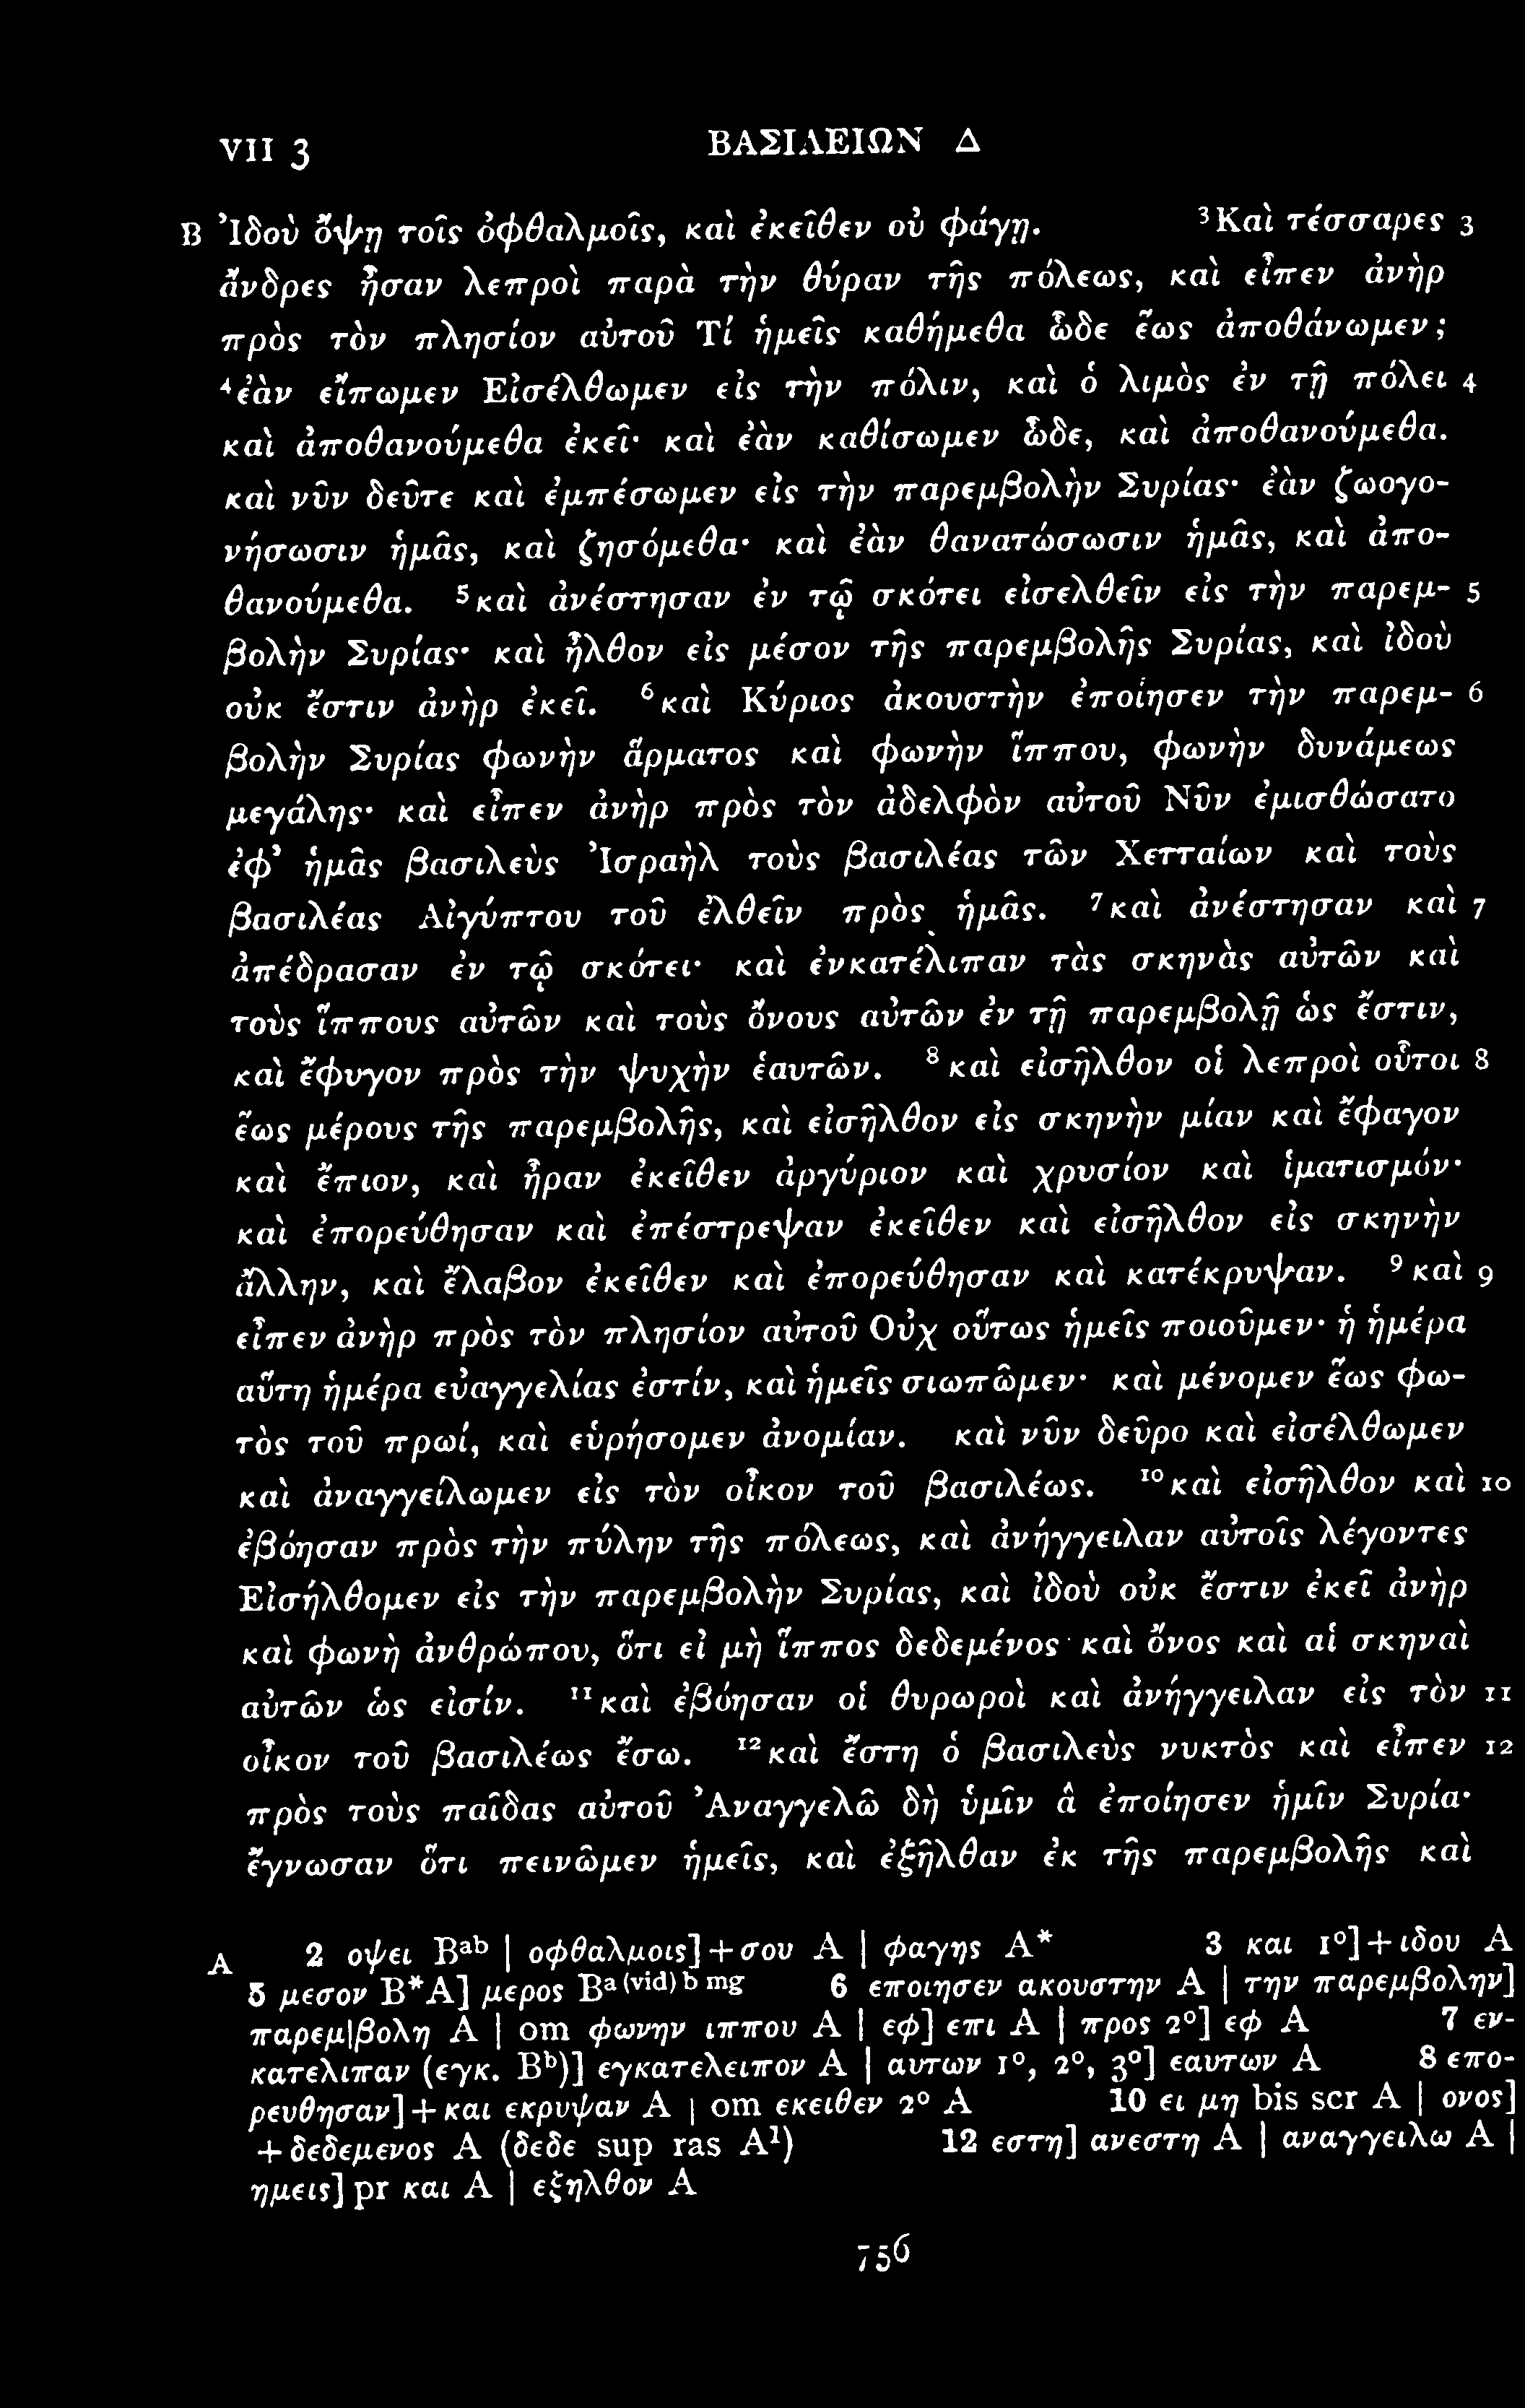 VII 3 ΒΑΣΙΛΕΙΩΝ Δ
B Ἰδοὺ ὄψῃ τοῖς ὀφθαλμοῖς, καὶ ἐκεῖθεν οὐ φάγῃ. ³Καὶ τέσσαρες 3
ἄνδρες ἦσαν λεπροὶ παρὰ τὴν θύραν τῆς πόλεως, καὶ εἶπεν ἀνὴρ
πρὸς τὸν πλησίον αὐτοῦ Τί ἡμεῖς καθήμεθα ὧδε ἕως ἀποθάνωμεν;
⁴ἐὰν εἴπωμεν Εἰσέλθωμεν εἰς τὴν πόλιν, καὶ ὁ λιμὸς ἐν τῇ πόλει 4
καὶ ἀποθανούμεθα ἐκεῖ· καὶ ἐὰν καθίσωμεν ὧδε, καὶ ἀποθανούμεθα.
καὶ νῦν δεῦτε καὶ ἐμπέσωμεν εἰς τὴν παρεμβολὴν Συρίας· ἐὰν ζωογο-
νήσωσιν ἡμᾶς, καὶ ζησόμεθα· καὶ ἐὰν θανατώσωσιν ἡμᾶς, καὶ ἀπο-
θανούμεθα. ⁵καὶ ἀνέστησαν ἐν τῷ σκότει εἰσελθεῖν εἰς τὴν παρεμ- 5
βολὴν Συρίας· καὶ ἦλθον εἰς μέσον τῆς παρεμβολῆς Συρίας, καὶ ἰδοὺ
οὐκ ἔστιν ἀνὴρ ἐκεῖ. ⁶καὶ Κύριος ἀκουστὴν ἐποίησεν τὴν παρεμ- 6
βολὴν Συρίας φωνὴν ἅρματος καὶ φωνὴν ἵππου, φωνὴν δυνάμεως
μεγάλης· καὶ εἶπεν ἀνὴρ πρὸς τὸν ἀδελφὸν αὐτοῦ Νῦν ἐμισθώσατο
ἐφ’ ἡμᾶς βασιλεὺς Ἰσραὴλ τοὺς βασιλέας τῶν Χετταίων καὶ τοὺς
βασιλέας Αἰγύπτου τοῦ ἐλθεῖν πρὸς ἡμᾶς. ⁷καὶ ἀνέστησαν καὶ 7
ἀπέδρασαν ἐν τῷ σκότει· καὶ ἐνκατέλιπαν τὰς σκηνὰς αὐτῶν καὶ
τοὺς ἵππους αὐτῶν καὶ τοὺς ὄνους αὐτῶν ἐν τῇ παρεμβολῇ ὡς ἔστιν,
καὶ ἔφυγον πρὸς τὴν ψυχὴν ἑαυτῶν. ⁸καὶ εἰσῆλθον οἱ λεπροὶ οὗτοι 8
ἕως μέρους τῆς παρεμβολῆς, καὶ εἰσῆλθον εἰς σκηνὴν μίαν καὶ ἔφαγον
καὶ ἔπιον, καὶ ἦραν ἐκεῖθεν ἀργύριον καὶ χρυσίον καὶ ἱματισμόν·
καὶ ἐπορεύθησαν καὶ ἐπέστρεψαν ἐκεῖθεν καὶ εἰσῆλθον εἰς σκηνὴν
ἄλλην, καὶ ἔλαβον ἐκεῖθεν καὶ ἐπορεύθησαν καὶ κατέκρυψαν. ⁹καὶ 9
εἶπεν ἀνὴρ πρὸς τὸν πλησίον αὐτοῦ Οὐχ οὕτως ἡμεῖς ποιοῦμεν· ἡ ἡμέρα
αὕτη ἡμέρα εὐαγγελίας ἐστίν, καὶ ἡμεῖς σιωπῶμεν· καὶ μένομεν ἕως φω-
τὸς τοῦ πρωί, καὶ εὑρήσομεν ἀνομίαν. καὶ νῦν δεῦρο καὶ εἰσέλθωμεν
καὶ ἀναγγείλωμεν εἰς τὸν οἶκον τοῦ βασιλέως. ¹⁰καὶ εἰσῆλθον καὶ 10
ἐβόησαν πρὸς τὴν πύλην τῆς πόλεως, καὶ ἀνήγγειλαν αὐτοῖς λέγοντες
Εἰσήλθομεν εἰς τὴν παρεμβολὴν Συρίας, καὶ ἰδοὺ οὐκ ἔστιν ἐκεῖ ἀνὴρ
καὶ φωνὴ ἀνθρώπου, ὅτι εἰ μὴ ἵππος δεδεμένος καὶ ὄνος καὶ αἱ σκηναὶ
αὐτῶν ὡς εἰσίν. ¹¹καὶ ἐβόησαν οἱ θυρωροὶ καὶ ἀνήγγειλαν εἰς τὸν 11
οἶκον τοῦ βασιλέως ἔσω. ¹²καὶ ἔστη ὁ βασιλεὺς νυκτὸς καὶ εἶπεν 12
πρὸς τοὺς παῖδας αὐτοῦ Ἀναγγελῶ δὴ ὑμῖν ἃ ἐποίησεν ἡμῖν Συρία·
ἔγνωσαν ὅτι πεινῶμεν ἡμεῖς, καὶ ἐξῆλθαν ἐκ τῆς παρεμβολῆς καὶ
A 2 οψει Bᵃᵇ | οφθαλμοις]+σου A | φαγης A* 3 και 1°]+ιδου A
5 μεσον B*A] μερος Bᵃ⁽ᵛⁱᵈ⁾ᵇ ᵐᵍ 6 εποιησεν ακουστην A | την παρεμβολην]
παρεμ|βολη A | om φωνην ιππου A | εφ] επι A | προς 2°] εφ A 7 εν-
κατελιπαν (εγκ. Bᵇ)] εγκατελειπον A | αυτων 1°, 2°, 3°] εαυτων A 8 επο-
ρευθησαν]+και εκρυψαν A | om εκειθεν 2° A 10 ει μη bis scr A | ονος]
+δεδεμενος A (δεδε sup ras A¹) 12 εστη] ανεστη A | αναγγειλω A |
ημεις] pr και A | εξηλθον A
756